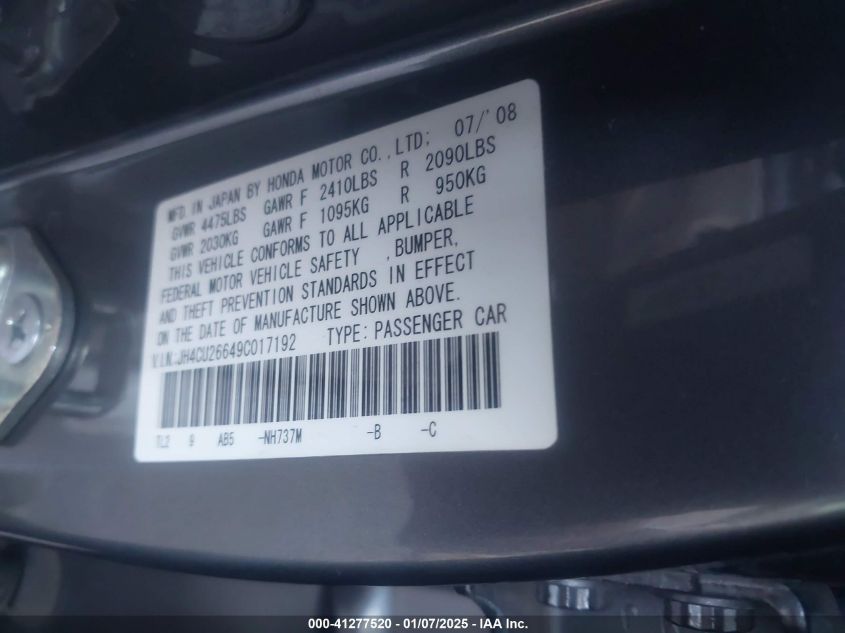 MFD. IN JAPAN BY HONDA MOTOR CO.,LTD; 07/'08
GVWR 4475LBS GAWR F 2410LBS R 2090LBS
GVWR 2030KG GAWR F 1095KG R 950KG
THIS VEHICLE CONFORMS TO ALL APPLICABLE
FEDERAL MOTOR VEHICLE SAFETY , BUMPER,
AND THEFT PREVENTION STANDARDS IN EFFECT
ON THE DATE OF MANUFACTURE SHOWN ABOVE.
V.I.N.:JH4CU26649C017192 TYPE:PASSENGER CAR
TL2 9 AB5 -NH737M -B -C
000-41277520 - 01/07/2025 - IAA Inc.